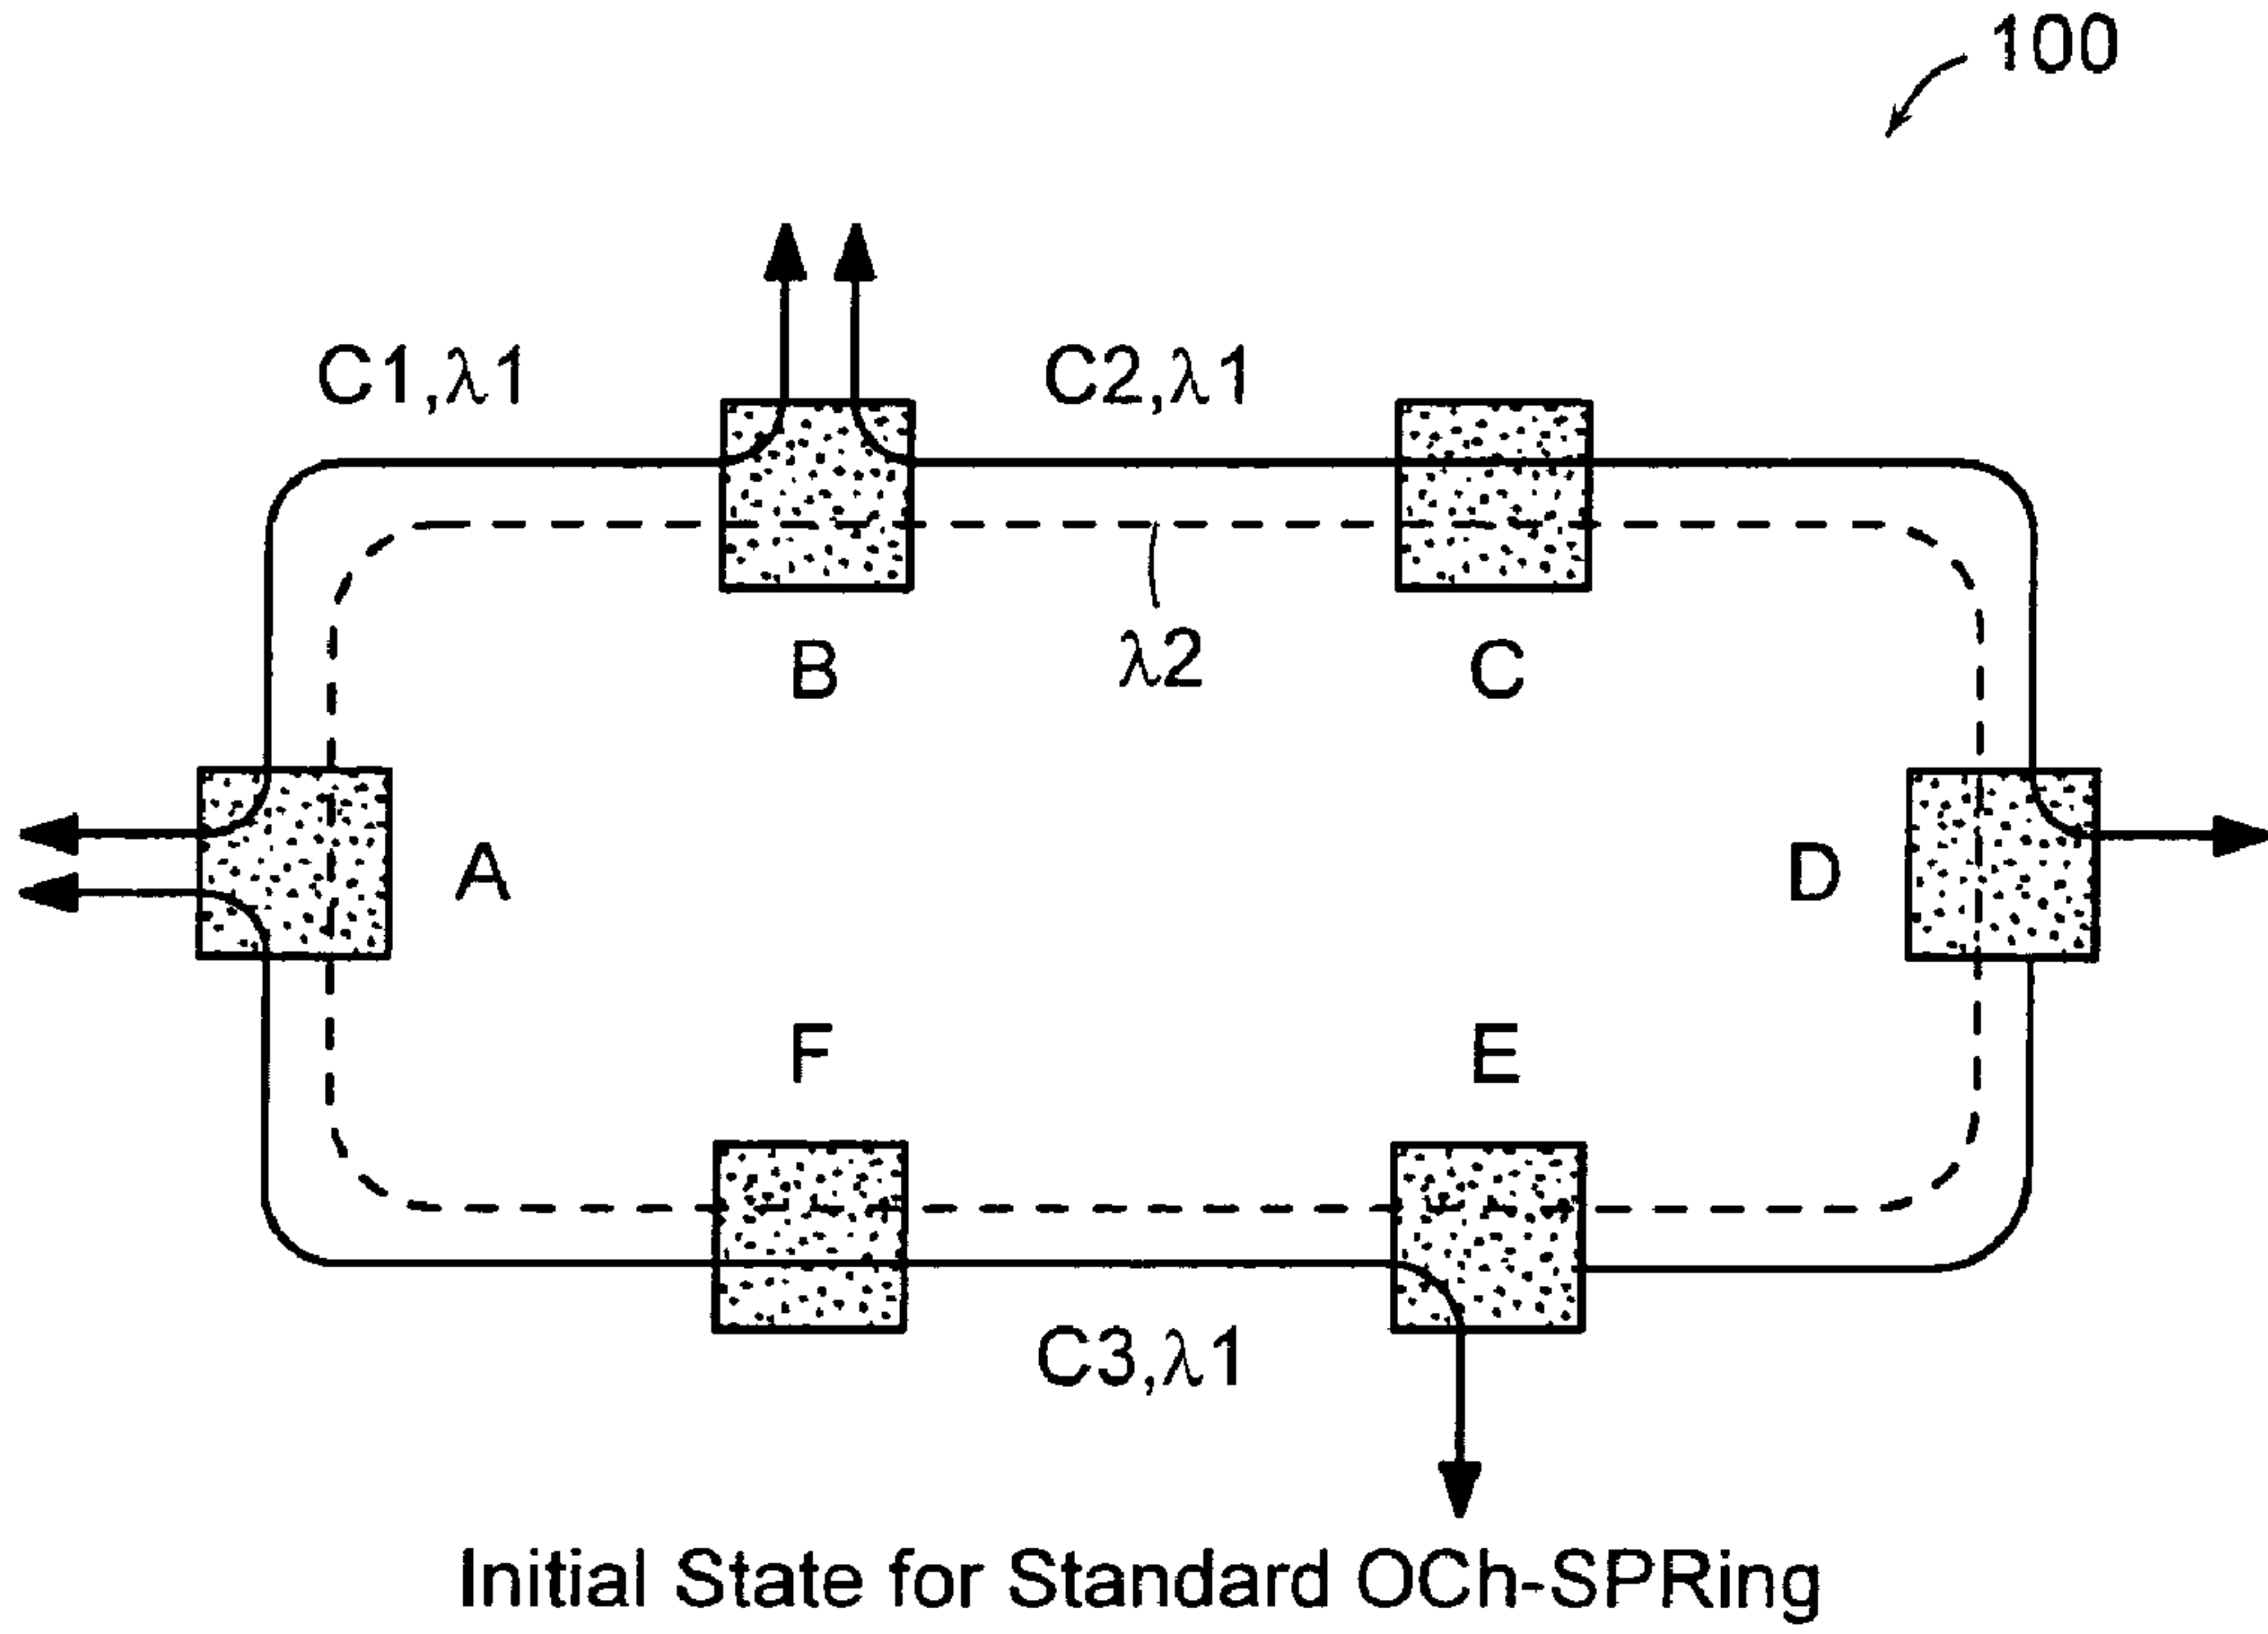 100
C1,λ1
C2,λ1
B
λ2
C
A
D
F
E
C3,λ1
Initial State for Standard OCh-SPRing